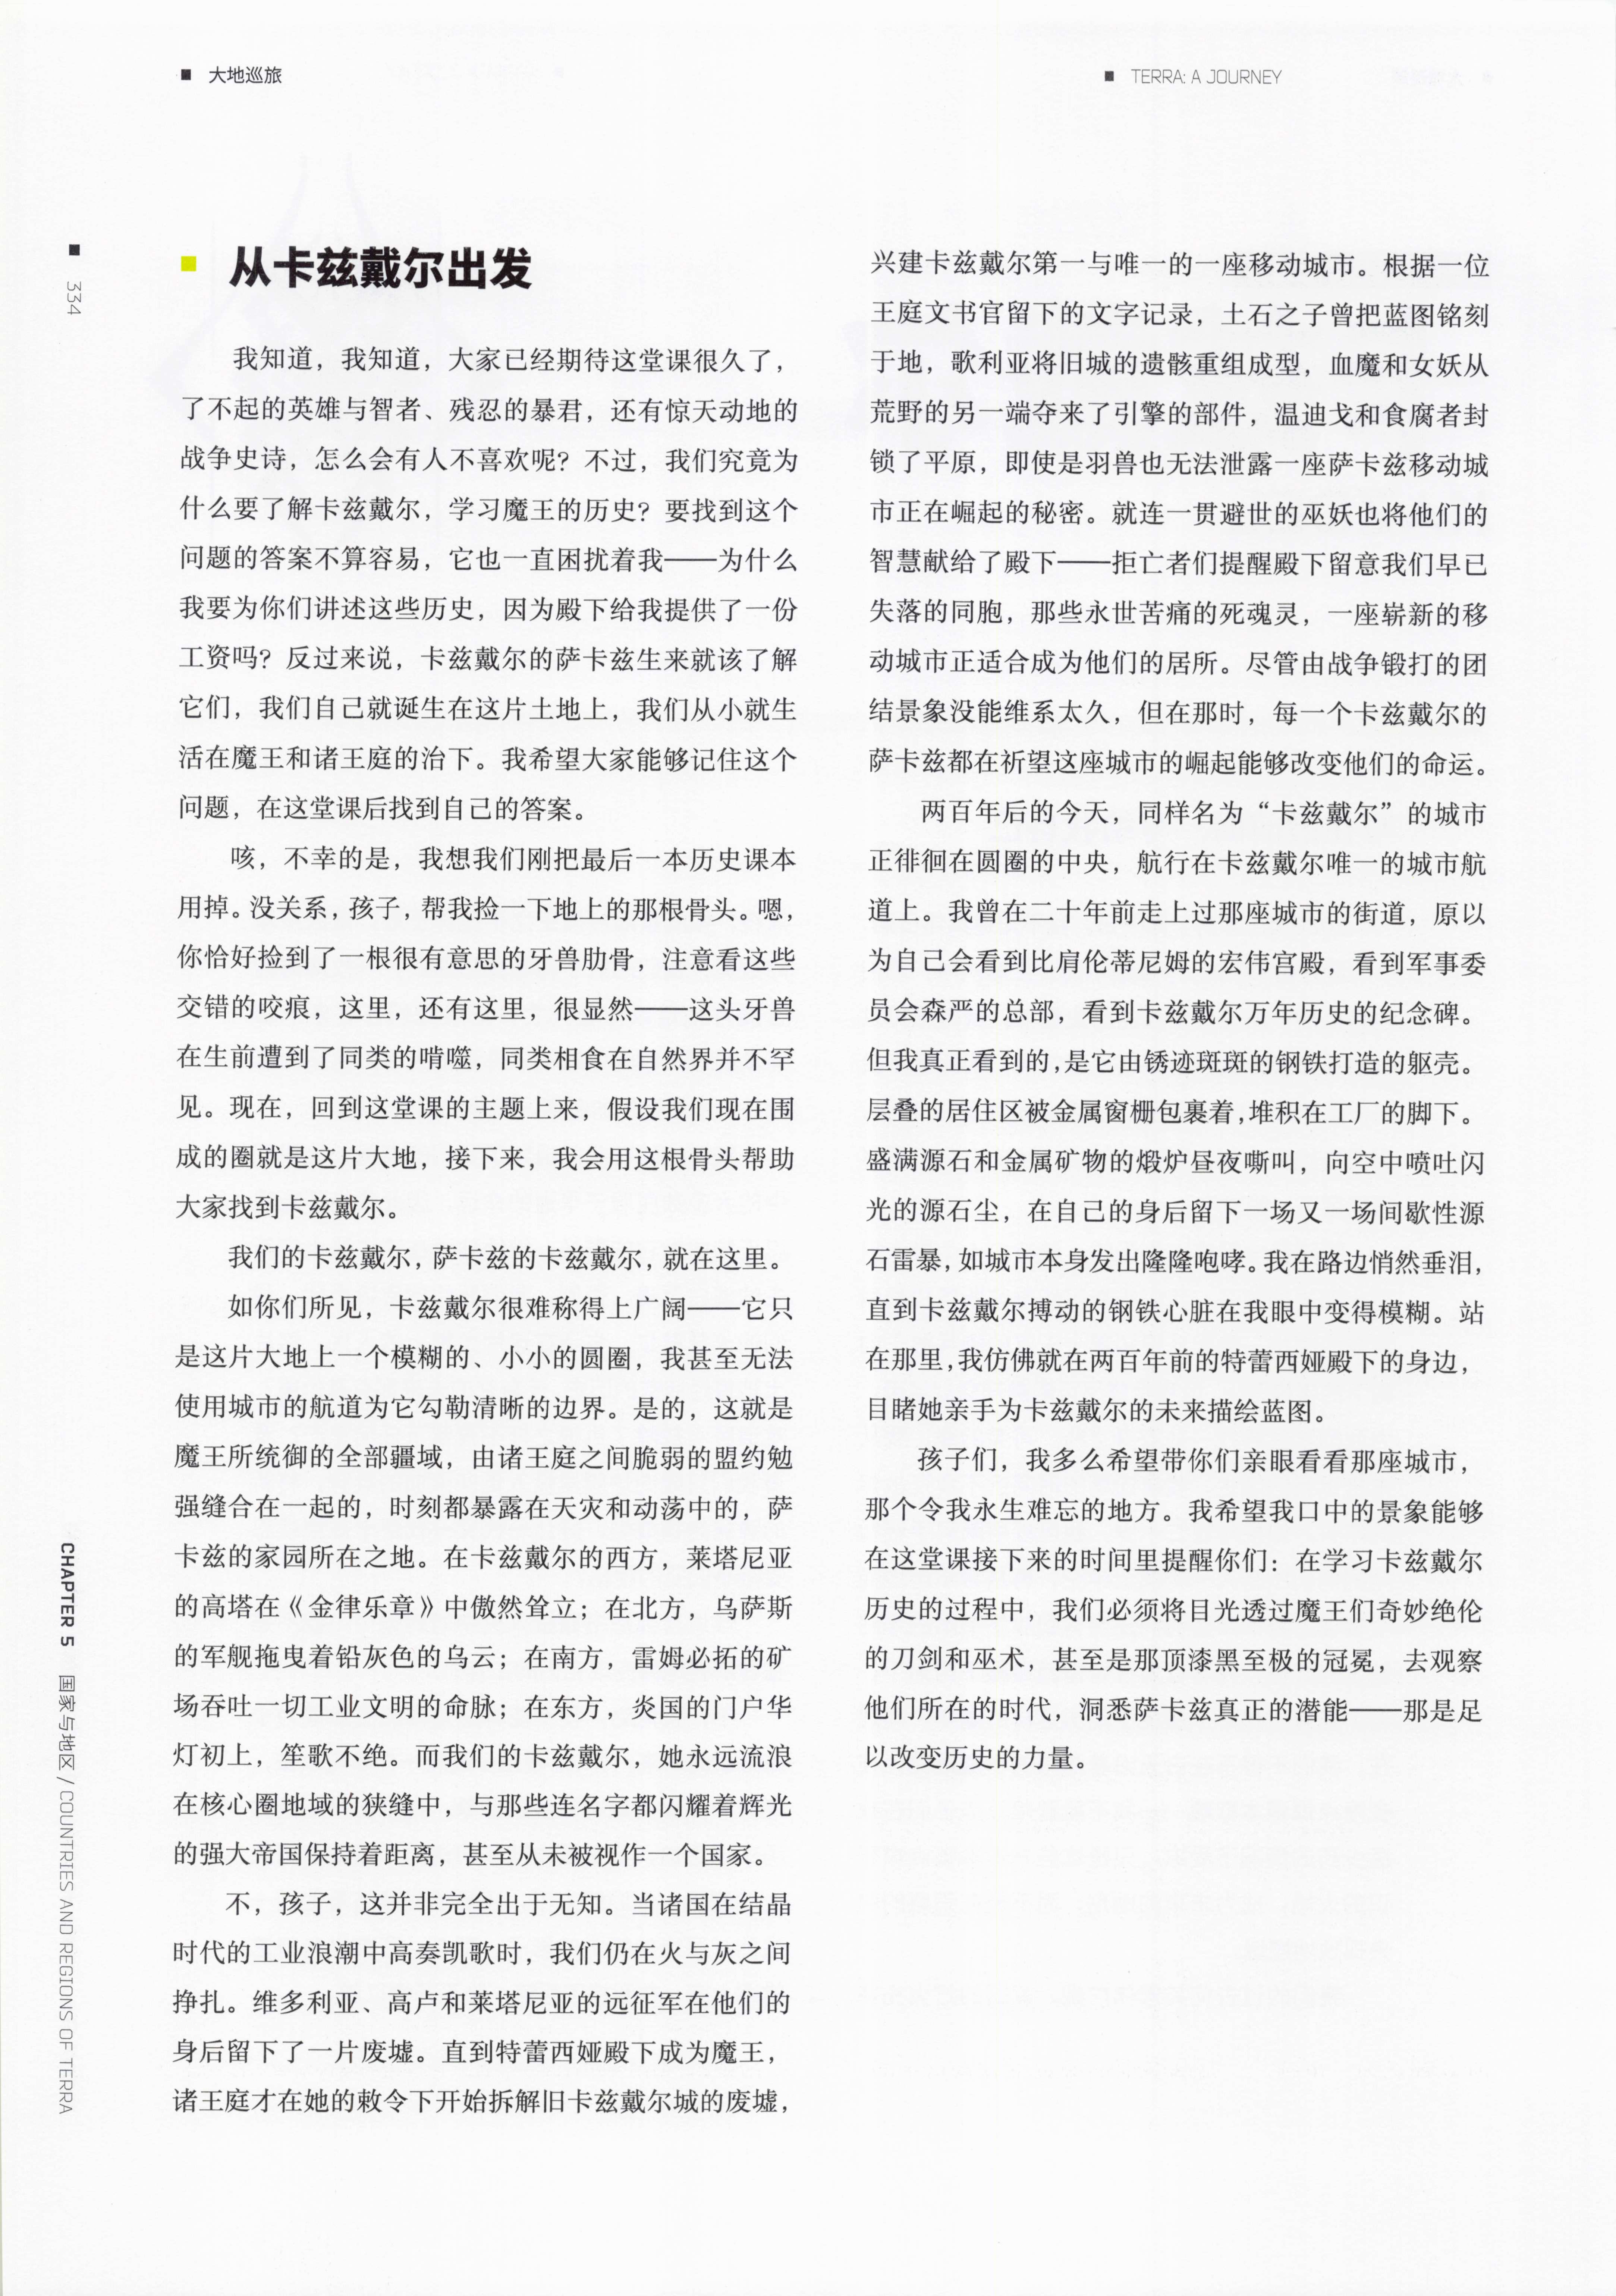 大地巡旅
TERRA: A JOURNEY
334
从卡兹戴尔出发
我知道，我知道，大家已经期待这堂课很久了，
了不起的英雄与智者、残忍的暴君，还有惊天动地的
战争史诗，怎么会有人不喜欢呢？不过，我们究竟为
什么要了解卡兹戴尔，学习魔王的历史？要找到这个
问题的答案不算容易，它也一直困扰着我——为什么
我要为你们讲述这些历史，因为殿下给我提供了一份
工资吗？反过来说，卡兹戴尔的萨卡兹生来就该了解
它们，我们自己就诞生在这片土地上，我们从小就生
活在魔王和诸王庭的治下。我希望大家能够记住这个
问题，在这堂课后找到自己的答案。
咳，不幸的是，我想我们刚把最后一本历史课本
用掉。没关系，孩子，帮我捡一下地上的那根骨头。嗯，
你恰好捡到了一根很有意思的牙兽肋骨，注意看这些
交错的咬痕，这里，还有这里，很显然——这头牙兽
在生前遭到了同类的啃噬，同类相食在自然界并不罕
见。现在，回到这堂课的主题上来，假设我们现在围
成的圈就是这片大地，接下来，我会用这根骨头帮助
大家找到卡兹戴尔。
我们的卡兹戴尔，萨卡兹的卡兹戴尔，就在这里。
如你们所见，卡兹戴尔很难称得上广阔——它只
是这片大地上一个模糊的、小小的圆圈，我甚至无法
使用城市的航道为它勾勒清晰的边界。是的，这就是
魔王所统御的全部疆域，由诸王庭之间脆弱的盟约勉
强缝合在一起的，时刻都暴露在天灾和动荡中的，萨
卡兹的家园所在之地。在卡兹戴尔的西方，莱塔尼亚
的高塔在《金律乐章》中傲然耸立；在北方，乌萨斯
的军舰拖曳着铅灰色的乌云；在南方，雷姆必拓的矿
场吞吐一切工业文明的命脉；在东方，炎国的门户华
灯初上，笙歌不绝。而我们的卡兹戴尔，她永远流浪
在核心圈地域的狭缝中，与那些连名字都闪耀着辉光
的强大帝国保持着距离，甚至从未被视作一个国家。
不，孩子，这并非完全出于无知。当诸国在结晶
时代的工业浪潮中高奏凯歌时，我们仍在火与灰之间
挣扎。维多利亚、高卢和莱塔尼亚的远征军在他们的
身后留下了一片废墟。直到特蕾西娅殿下成为魔王，
诸王庭才在她的敕令下开始拆解旧卡兹戴尔城的废墟，
兴建卡兹戴尔第一与唯一的一座移动城市。根据一位
王庭文书官留下的文字记录，土石之子曾把蓝图铭刻
于地，歌利亚将旧城的遗骸重组成型，血魔和女妖从
荒野的另一端夺来了引擎的部件，温迪戈和食腐者封
锁了平原，即使是羽兽也无法泄露一座萨卡兹移动城
市正在崛起的秘密。就连一贯避世的巫妖也将他们的
智慧献给了殿下——拒亡者们提醒殿下留意我们早已
失落的同胞，那些永世苦痛的死魂灵，一座崭新的移
动城市正适合成为他们的居所。尽管由战争锻打的团
结景象没能维系太久，但在那时，每一个卡兹戴尔的
萨卡兹都在祈望这座城市的崛起能够改变他们的命运。
两百年后的今天，同样名为“卡兹戴尔”的城市
正徘徊在圆圈的中央，航行在卡兹戴尔唯一的城市航
道上。我曾在二十年前走上过那座城市的街道，原以
为自己会看到比肩伦蒂尼姆的宏伟宫殿，看到军事委
员会森严的总部，看到卡兹戴尔万年历史的纪念碑。
但我真正看到的，是它由锈迹斑斑的钢铁打造的躯壳。
层叠的居住区被金属窗栅包裹着，堆积在工厂的脚下。
盛满源石和金属矿物的煅炉昼夜嘶叫，向空中喷吐闪
光的源石尘，在自己的身后留下一场又一场间歇性源
石雷暴，如城市本身发出隆隆咆哮。我在路边悄然垂泪，
直到卡兹戴尔搏动的钢铁心脏在我眼中变得模糊。站
在那里，我仿佛就在两百年前的特蕾西娅殿下的身边，
目睹她亲手为卡兹戴尔的未来描绘蓝图。
孩子们，我多么希望带你们亲眼看看那座城市，
那个令我永生难忘的地方。我希望我口中的景象能够
在这堂课接下来的时间里提醒你们：在学习卡兹戴尔
历史的过程中，我们必须将目光透过魔王们奇妙绝伦
的刀剑和巫术，甚至是那顶漆黑至极的冠冕，去观察
他们所在的时代，洞悉萨卡兹真正的潜能——那是足
以改变历史的力量。
CHAPTER 5 国家与地区 / COUNTRIES AND REGIONS OF TERRA